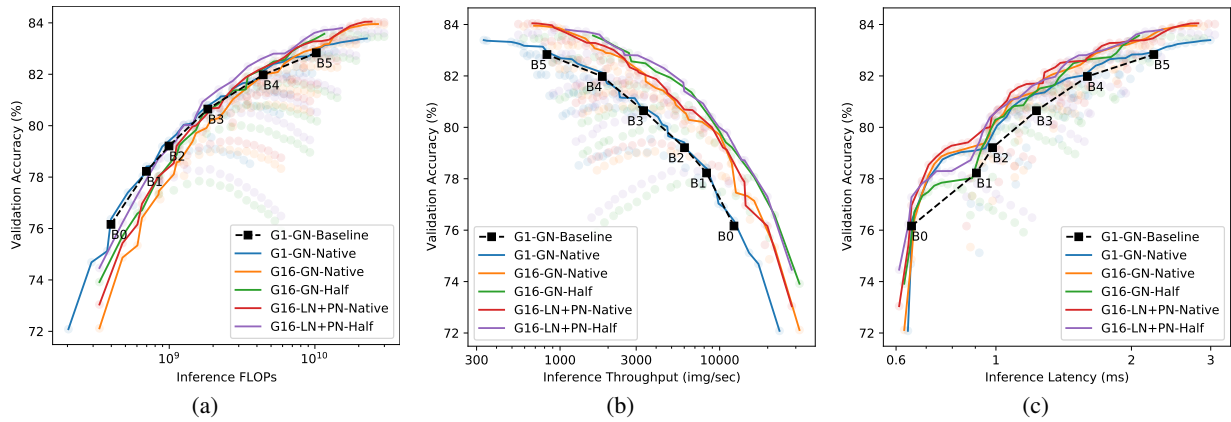 84
82
80
78
76
74
72
Validation Accuracy (%)
10⁹
10¹⁰
Inference FLOPs
B0
B1
B2
B3
B4
B5
G1-GN-Baseline
G1-GN-Native
G16-GN-Native
G16-GN-Half
G16-LN+PN-Native
G16-LN+PN-Half
(a)
84
82
80
78
76
74
72
Validation Accuracy (%)
300
1000
3000
10000
Inference Throughput (img/sec)
B5
B4
B3
B2
B1
B0
G1-GN-Baseline
G1-GN-Native
G16-GN-Native
G16-GN-Half
G16-LN+PN-Native
G16-LN+PN-Half
(b)
84
82
80
78
76
74
72
Validation Accuracy (%)
0.6
1
2
3
Inference Latency (ms)
B0
B1
B2
B3
B4
B5
G1-GN-Baseline
G1-GN-Native
G16-GN-Native
G16-GN-Half
G16-LN+PN-Native
G16-LN+PN-Half
(c)